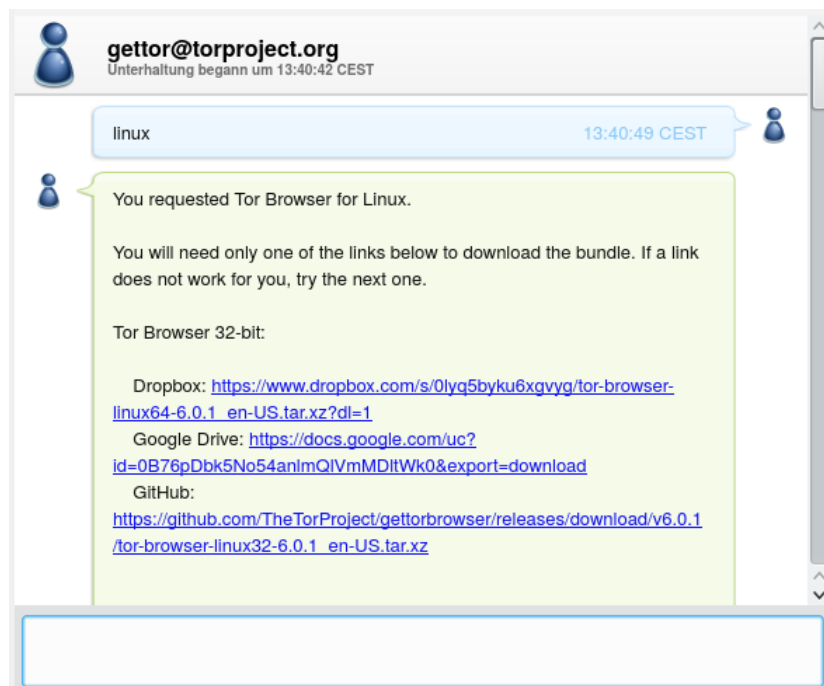 gettor@torproject.org
Unterhaltung begann um 13:40:42 CEST
linux 13:40:49 CEST
You requested Tor Browser for Linux.
You will need only one of the links below to download the bundle. If a link
does not work for you, try the next one.
Tor Browser 32-bit:
Dropbox: https://www.dropbox.com/s/0lyq5byku6xgvyg/tor-browser-
linux64-6.0.1_en-US.tar.xz?dl=1
Google Drive: https://docs.google.com/uc?
id=0B76pDbk5No54anlmQlVmMDltWk0&export=download
GitHub:
https://github.com/TheTorProject/gettorbrowser/releases/download/v6.0.1
/tor-browser-linux32-6.0.1_en-US.tar.xz